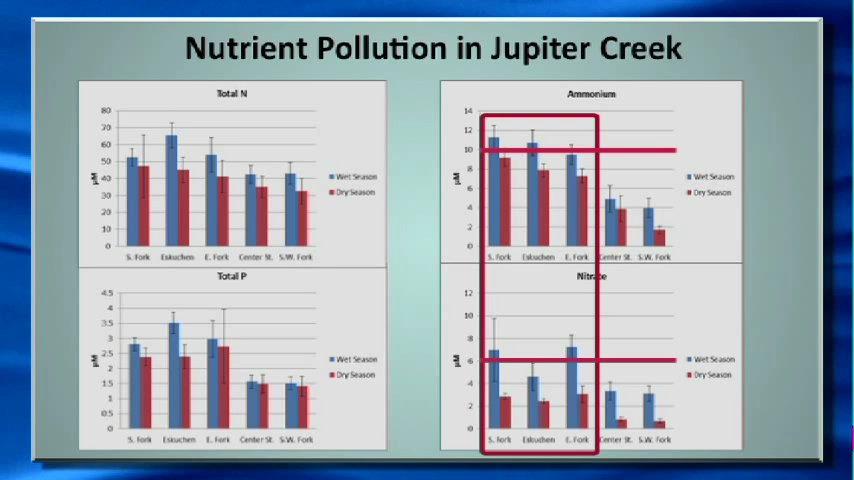 Nutrient Pollution in Jupiter Creek
Total N
80
70
60
50
40
30
20
10
0
µM
S. Fork Eskuchen E. Fork Center St. S.W. Fork
Wet Season
Dry Season
Ammonium
14
12
10
8
6
4
2
0
µM
S. Fork Eskuchen E. Fork Center St. S.W. Fork
Wet Season
Dry Season
Total P
4.5
4
3.5
3
2.5
2
1.5
1
0.5
0
µM
S. Fork Eskuchen E. Fork Center St. S.W. Fork
Wet Season
Dry Season
Nitrate
12
10
8
6
4
2
0
µM
S. Fork Eskuchen E. Fork Center St. S.W. Fork
Wet Season
Dry Season